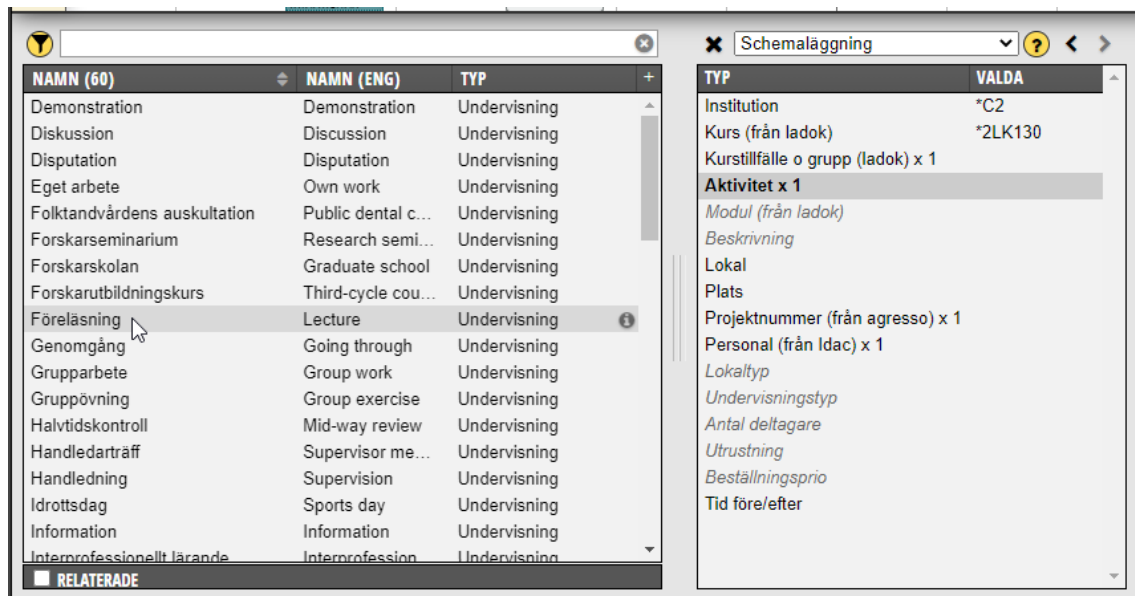 Schemaläggning
?
NAMN (60) NAMN (ENG) TYP +
Demonstration Demonstration Undervisning
Diskussion Discussion Undervisning
Disputation Disputation Undervisning
Eget arbete Own work Undervisning
Folktandvårdens auskultation Public dental c... Undervisning
Forskarseminarium Research semi... Undervisning
Forskarskolan Graduate school Undervisning
Forskarutbildningskurs Third-cycle cou... Undervisning
Föreläsning Lecture Undervisning
Genomgång Going through Undervisning
Grupparbete Group work Undervisning
Gruppövning Group exercise Undervisning
Halvtidskontroll Mid-way review Undervisning
Handledarträff Supervisor me... Undervisning
Handledning Supervision Undervisning
Idrottsdag Sports day Undervisning
Information Information Undervisning
Interprofessionellt lärande Interprofession Undervisning
RELATERADE
TYP VALDA
Institution *C2
Kurs (från ladok) *2LK130
Kurstillfälle o grupp (ladok) x 1
Aktivitet x 1
Modul (från ladok)
Beskrivning
Lokal
Plats
Projektnummer (från agresso) x 1
Personal (från Idac) x 1
Lokaltyp
Undervisningstyp
Antal deltagare
Utrustning
Beställningsprio
Tid före/efter